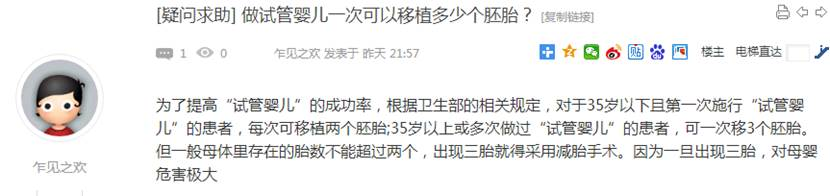 [疑问求助] 做试管婴儿一次可以移植多少个胚胎？ [复制链接]
1 0 乍见之欢 发表于 昨天 21:57 楼主 电梯直达
为了提高“试管婴儿”的成功率，根据卫生部的相关规定，对于35岁以下且第一次施行“试管婴
儿”的患者，每次可移植两个胚胎;35岁以上或多次做过“试管婴儿”的患者，可一次移3个胚胎。
但一般母体里存在的胎数不能超过两个，出现三胎就得采用减胎手术。因为一旦出现三胎，对母婴
危害极大
乍见之欢